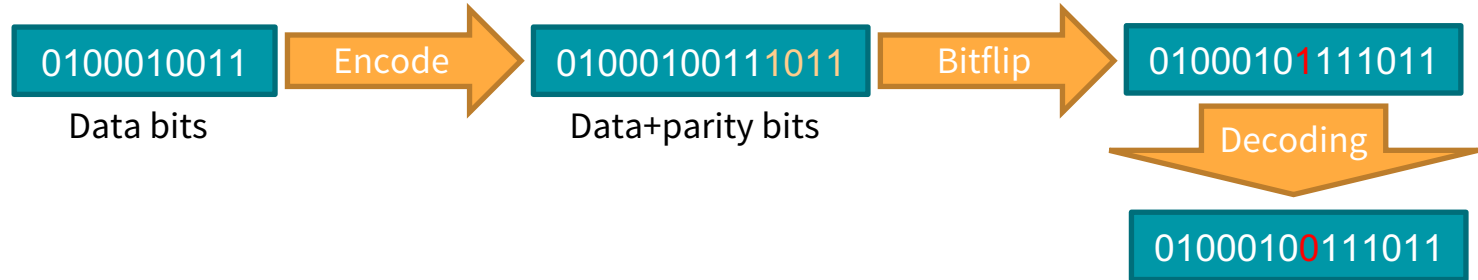 0100010011
Encode
01000100111011
Bitflip
01000101111011
Data bits
Data+parity bits
Decoding
01000100111011